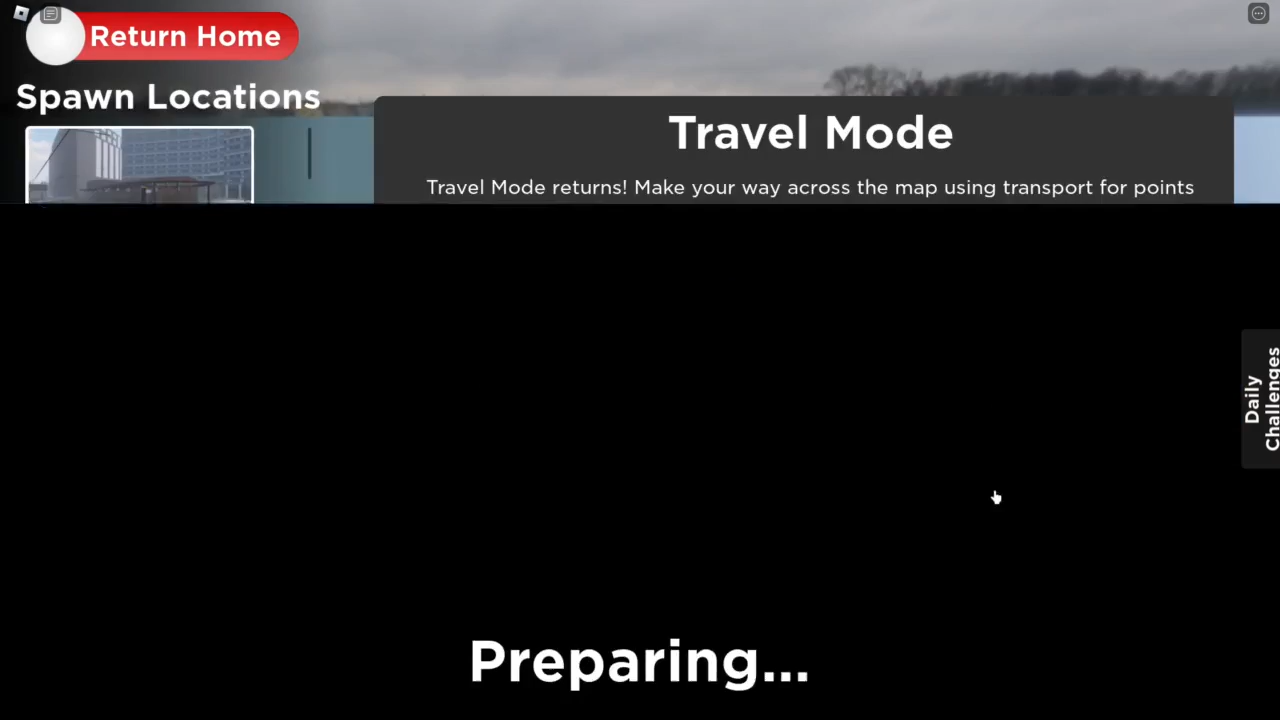 Return Home
Spawn Locations
Travel Mode
Travel Mode returns! Make your way across the map using transport for points
Daily
Challenges
Preparing...